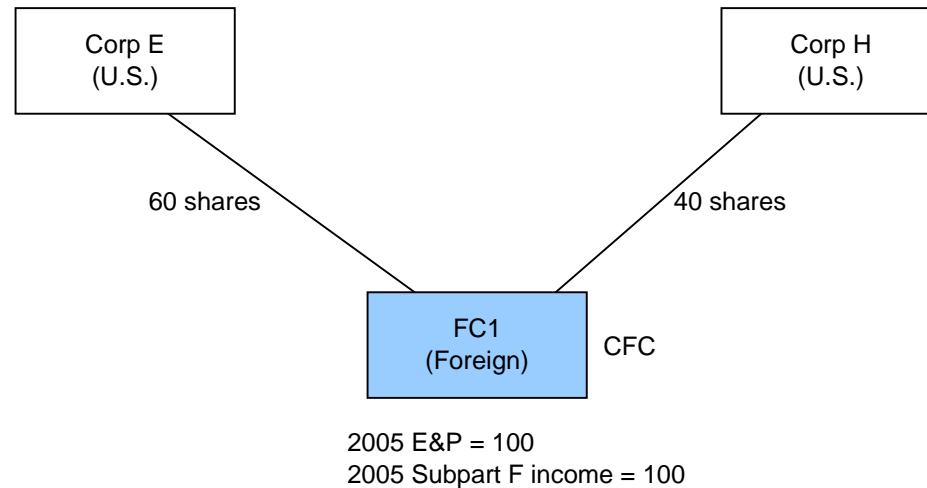 Corp E
(U.S.)
Corp H
(U.S.)
60 shares
40 shares
FC1
(Foreign)
CFC
2005 E&P = 100
2005 Subpart F income = 100